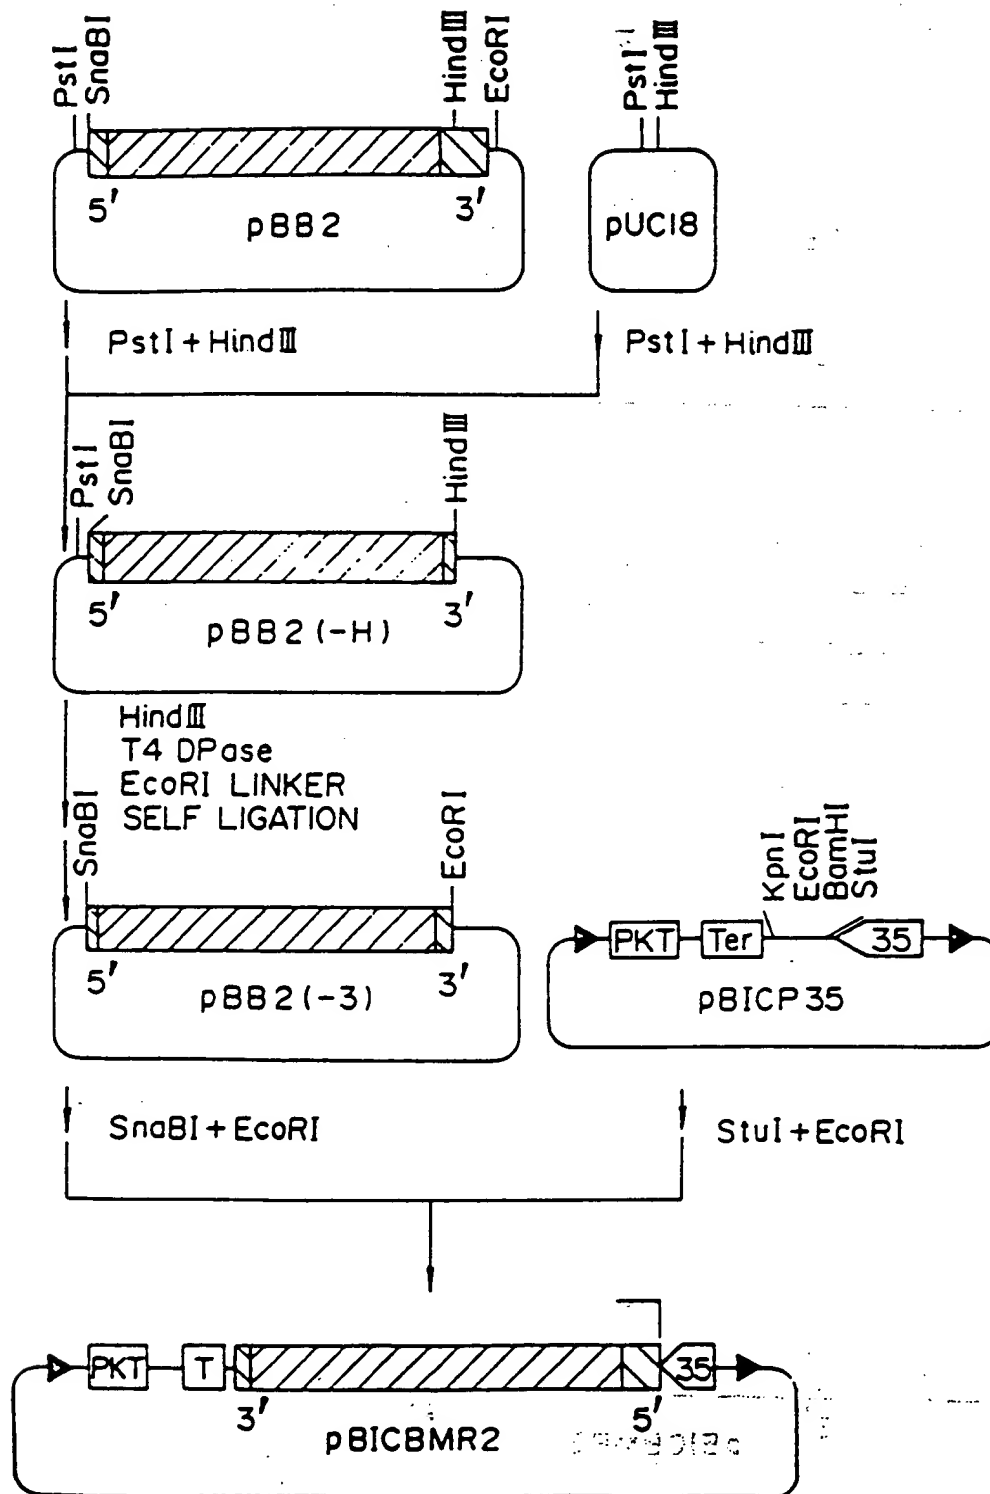 PstI
SnaBI
HindⅢ
EcoRI
PstI
HindⅢ
5' 3'
pBB2
pUC18
PstI+HindⅢ
PstI+HindⅢ
PstI
SnaBI
HindⅢ
5' 3'
pBB2(-H)
HindⅢ
T4 DPase
EcoRI LINKER
SELF LIGATION
SnaBI
EcoRI
KpnI
EcoRI
BamHI
StuI
PKT Ter 35
5' 3'
pBB2(-3)
pBICP35
SnaBI+EcoRI
StuI+EcoRI
PKT T 35
3' 5'
pBICBMR2